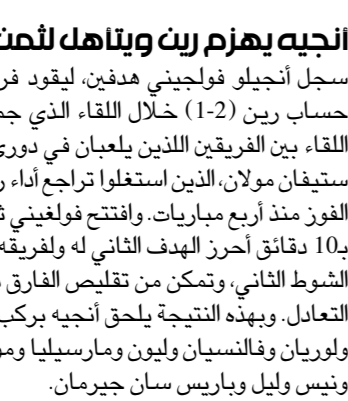 أنجيه يهزم رين ويتأهل لثمن
سجل أنجيلو فولجيني هدفين، ليقود
حساب رين (2-1) خلال اللقاء الذي
اللقاء بين الفريقين اللذين يلعبان في دوري
ستيفان مولان،الذين استغلوا تراجع أداء
الفوز منذ أربع مباريات. وافتتح فولغيني
بـ10 دقائق أحرز الهدف الثاني له ولفريقه
الشوط الثاني، وتمكن من تقليص الفارق
التعادل. وبهذه النتيجة يلحق أنجيه بركب
ولوريان وفالنسيان وليون ومارسيليا
ونيس وليل وباريس سان جيرمان.